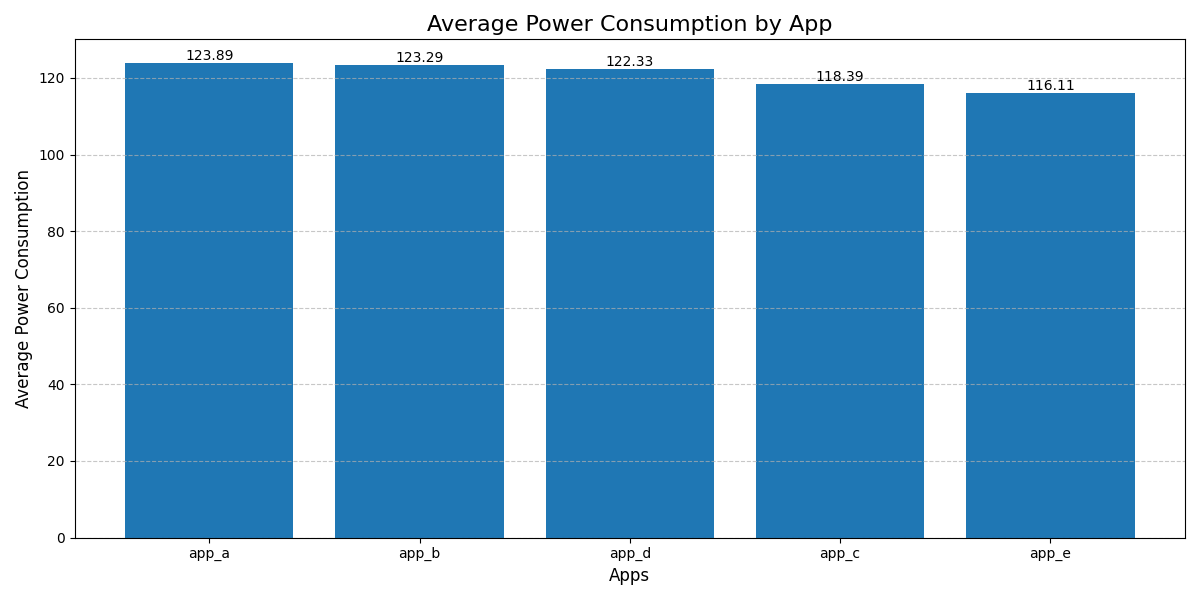 Average Power Consumption by App
Average Power Consumption
120
100
80
60
40
20
0
123.89
123.29
122.33
118.39
116.11
app_a
app_b
app_d
app_c
app_e
Apps